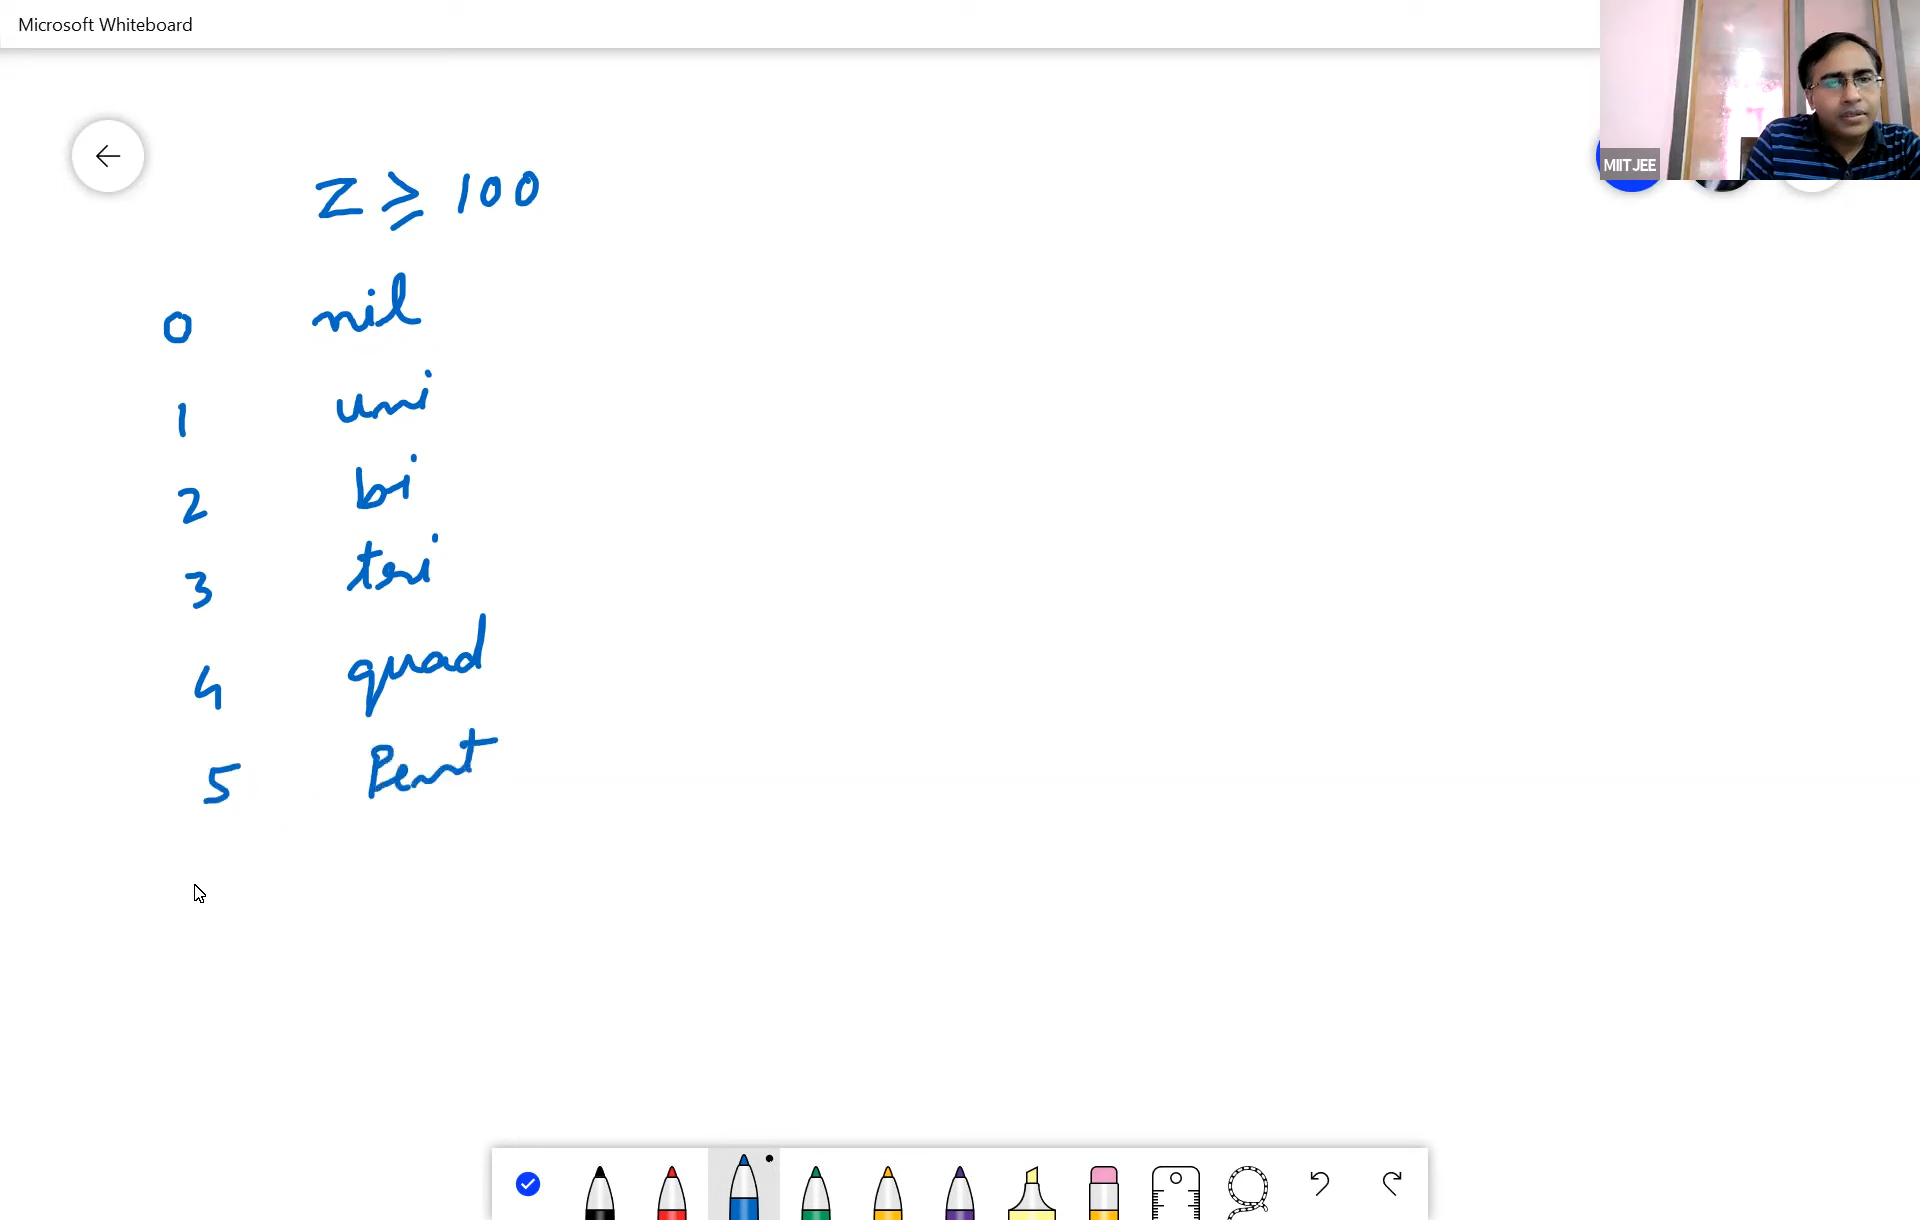 Microsoft Whiteboard
MIIT JEE
Z ≥ 100
0 nil
1 uni
2 bi
3 tri
4 quad
5 Pent